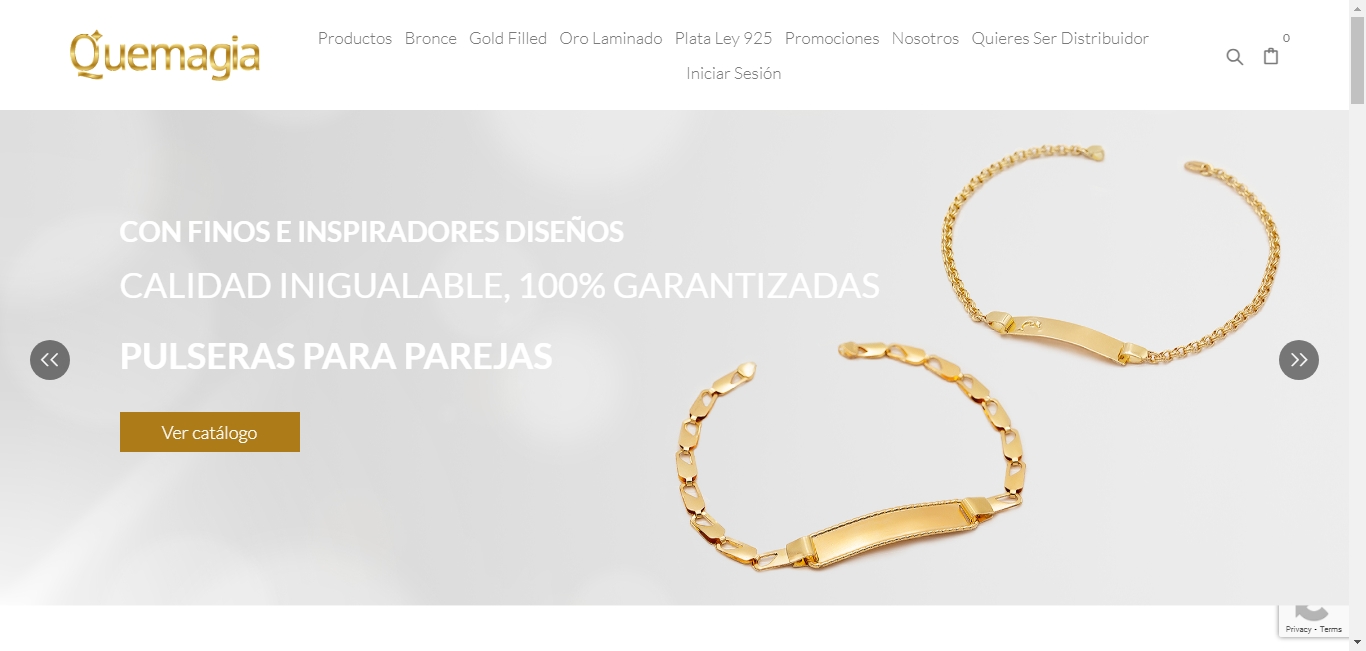 Quemagia
Productos Bronce Gold Filled Oro Laminado Plata Ley 925 Promociones Nosotros Quieres Ser Distribuidor
Iniciar Sesión
0
CON FINOS E INSPIRADORES DISEÑOS
CALIDAD INIGUALABLE, 100% GARANTIZADAS
PULSERAS PARA PAREJAS
Ver catálogo
Privacy - Terms